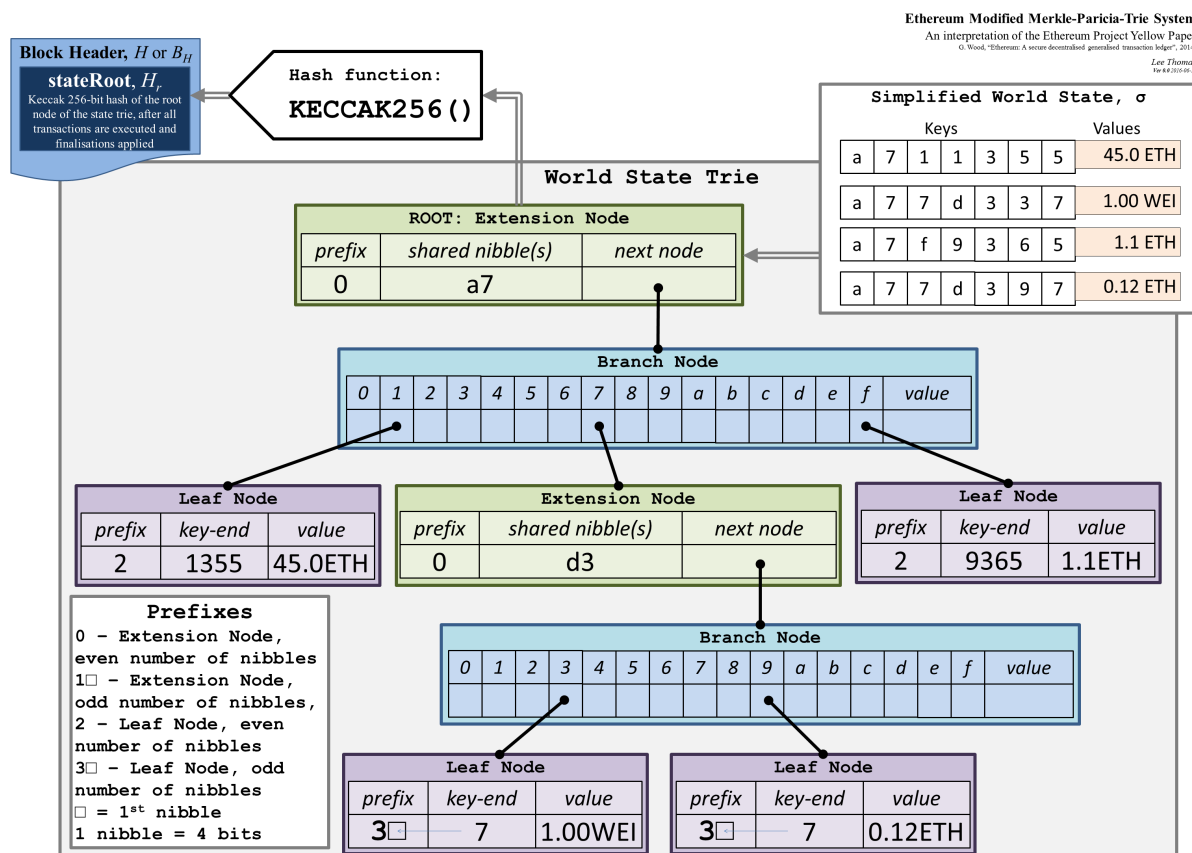 Ethereum Modified Merkle-Paricia-Trie System
An interpretation of the Ethereum Project Yellow Paper
G. Wood, "Ethereum: A secure decentralised generalised transaction ledger", 2014
Lee Thomas
Block Header, H or B_H
stateRoot, H_r
Keccak 256-bit hash of the root
node of the state trie, after all
transactions are executed and
finalisations applied
Hash function:
KECCAK256()
Simplified World State, σ
Keys Values
a 7 1 1 3 5 5 45.0 ETH
a 7 7 d 3 3 7 1.00 WEI
a 7 f 9 3 6 5 1.1 ETH
a 7 7 d 3 9 7 0.12 ETH
World State Trie
ROOT: Extension Node
prefix shared nibble(s) next node
0 a7
Branch Node
0 1 2 3 4 5 6 7 8 9 a b c d e f value
Leaf Node
prefix key-end value
2 1355 45.0ETH
Extension Node
prefix shared nibble(s) next node
0 d3
Leaf Node
prefix key-end value
2 9365 1.1ETH
Prefixes
0 – Extension Node,
even number of nibbles
1□ – Extension Node,
odd number of nibbles,
2 – Leaf Node, even
number of nibbles
3□ – Leaf Node, odd
number of nibbles
□ = 1st nibble
1 nibble = 4 bits
Branch Node
0 1 2 3 4 5 6 7 8 9 a b c d e f value
Leaf Node
prefix key-end value
3□ 7 1.00WEI
Leaf Node
prefix key-end value
3□ 7 0.12ETH